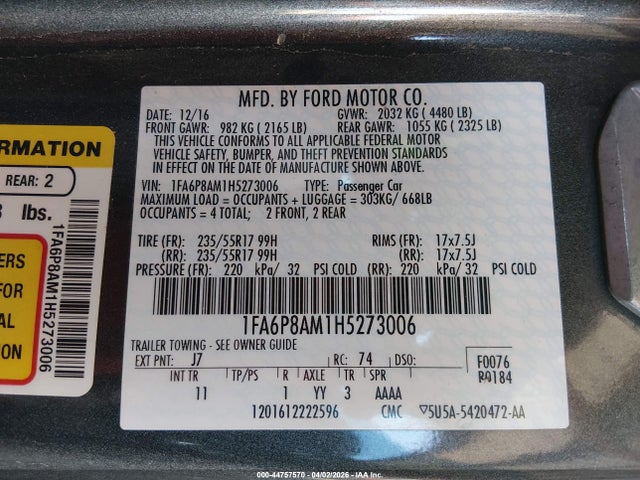 MFD. BY FORD MOTOR CO.
DATE: 12/16 GVWR: 2032 KG ( 4480 LB)
FRONT GAWR: 982 KG ( 2165 LB) REAR GAWR: 1055 KG ( 2325 LB)
THIS VEHICLE CONFORMS TO ALL APPLICABLE FEDERAL MOTOR
VEHICLE SAFETY, BUMPER, AND THEFT PREVENTION STANDARDS
IN EFFECT ON THE DATE OF MANUFACTURE SHOWN ABOVE.
VIN: 1FA6P8AM1H5273006 TYPE: Passenger Car
MAXIMUM LOAD = OCCUPANTS + LUGGAGE = 303KG/ 668LB
OCCUPANTS = 4 TOTAL; 2 FRONT, 2 REAR
TIRE (FR): 235/55R17 99H RIMS (FR): 17x7.5J
(RR): 235/55R17 99H (RR): 17x7.5J
PRESSURE (FR): 220 kPa/ 32 PSI COLD (RR): 220 kPa/ 32 PSI COLD
1FA6P8AM1H5273006
TRAILER TOWING - SEE OWNER GUIDE
EXT PNT: J7 RC: 74 DSO: F0076
R0184
INT TR TP/PS R AXLE TR SPR
11 1 YY 3 AAAA
1201612222596 CMC ▽5U5A-5420472-AA
ORMATION
REAR: 2
lbs.
ERS
FOR
AL
ION
1FA6P8AM1H5273006
000-44757570 - 04/02/2026 - IAA Inc.